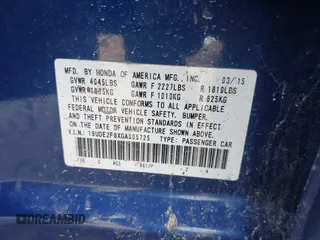 MFD. BY HONDA OF AMERICA MFG., INC. 03/15
GVWR 4045LBS GAWR F 2227LBS R 1819LBS
GVWR 1835KG GAWR F 1010KG R 825KG
THIS VEHICLE CONFORMS TO ALL APPLICABLE
FEDERAL MOTOR VEHICLE SAFETY, BUMPER,
AND THEFT PREVENTION STANDARDS IN EFFECT ON
THE DATE OF MANUFACTURE SHOWN ABOVE.
V.I.N.: 19UDE2F8XGA005725 TYPE: PASSENGER CAR